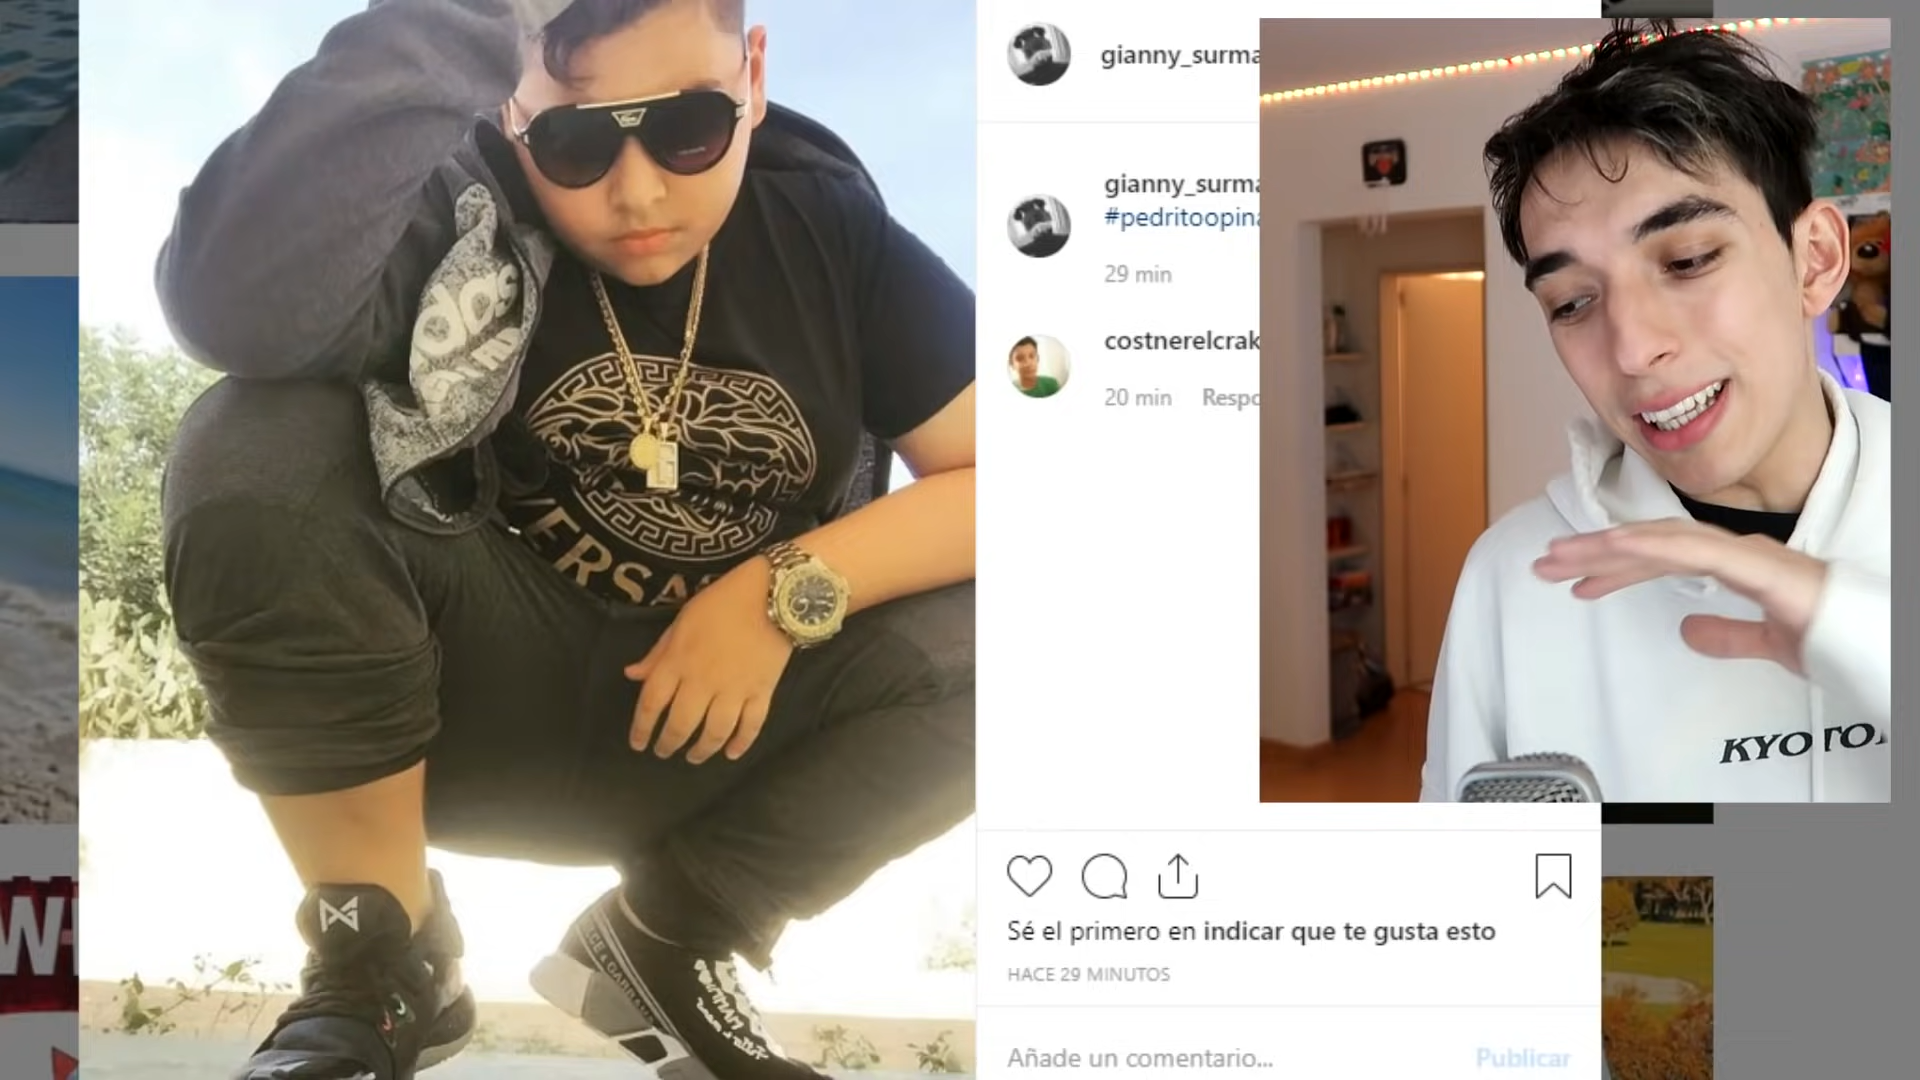 gianny_surma
gianny_surma
#pedritoopina
29 min
costnerelcrak
20 min Respo
adidas
VERSA
KYOTO
Sé el primero en indicar que te gusta esto
HACE 29 MINUTOS
Añade un comentario...
Publicar